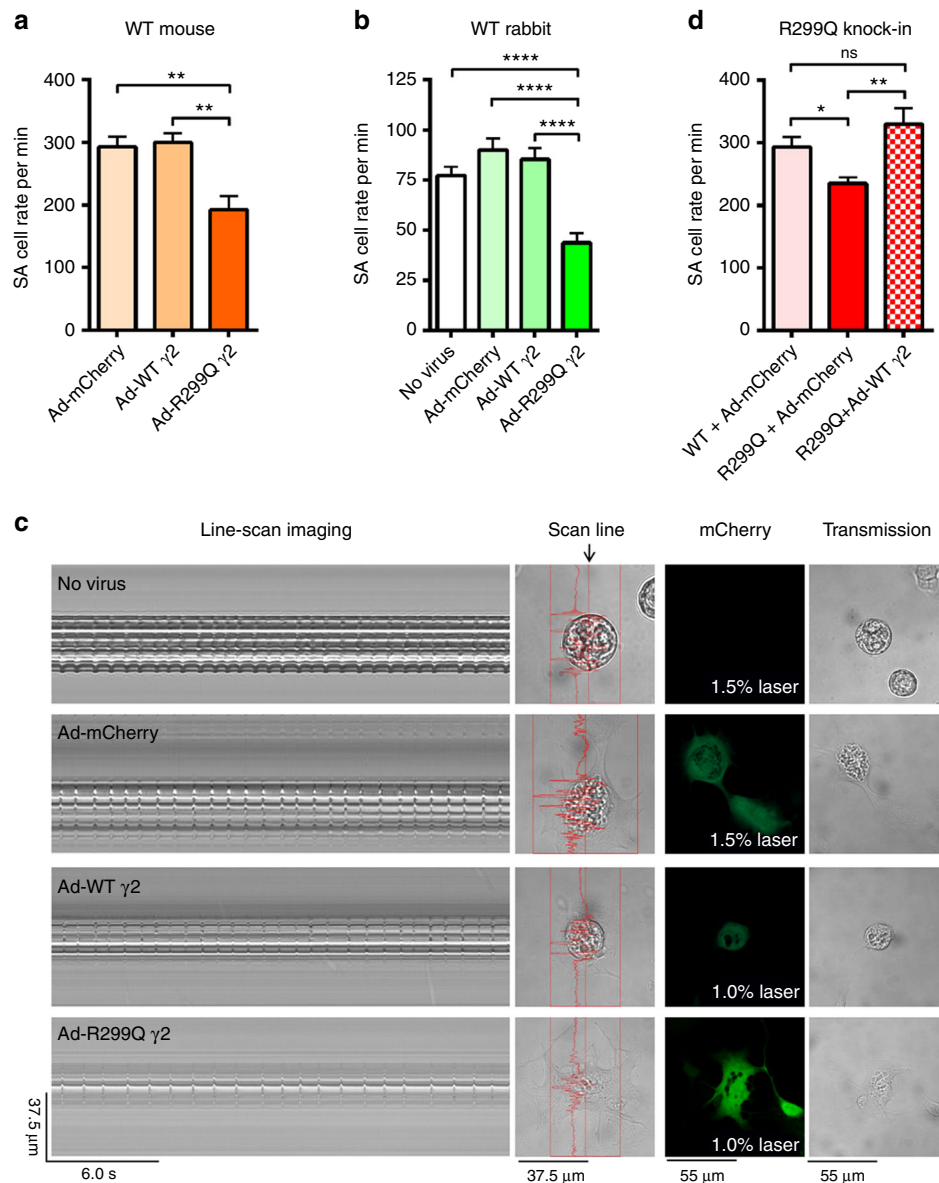 a
WT mouse
SA cell rate per min
400
300
200
100
0
**
**
Ad-mCherry
Ad-WT γ2
Ad-R299Q γ2
b
WT rabbit
SA cell rate per min
125
100
75
50
25
0
****
****
****
No virus
Ad-mCherry
Ad-WT γ2
Ad-R299Q γ2
d
R299Q knock-in
SA cell rate per min
400
300
200
100
0
ns
*
**
WT + Ad-mCherry
R299Q + Ad-mCherry
R299Q+Ad-WT γ2
c
Line-scan imaging
Scan line
mCherry
Transmission
No virus
1.5% laser
Ad-mCherry
1.5% laser
Ad-WT γ2
1.0% laser
Ad-R299Q γ2
1.0% laser
37.5 μm
6.0 s
37.5 μm
55 μm
55 μm